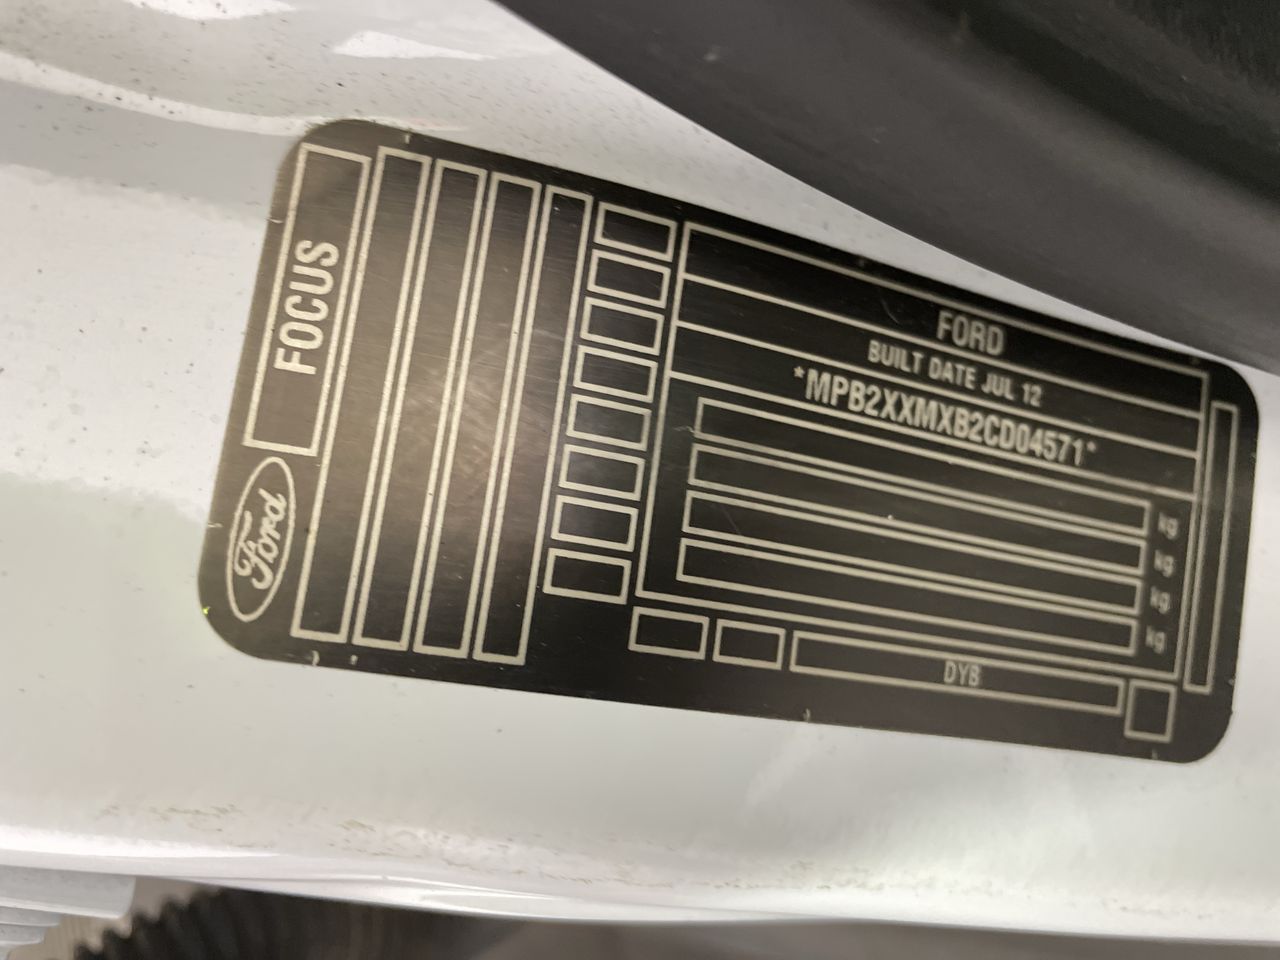 FORD
BUILT DATE JUL 12
*MPB2XXMXB2CD04571*
kg
kg
kg
kg
DYB
FOCUS
Ford